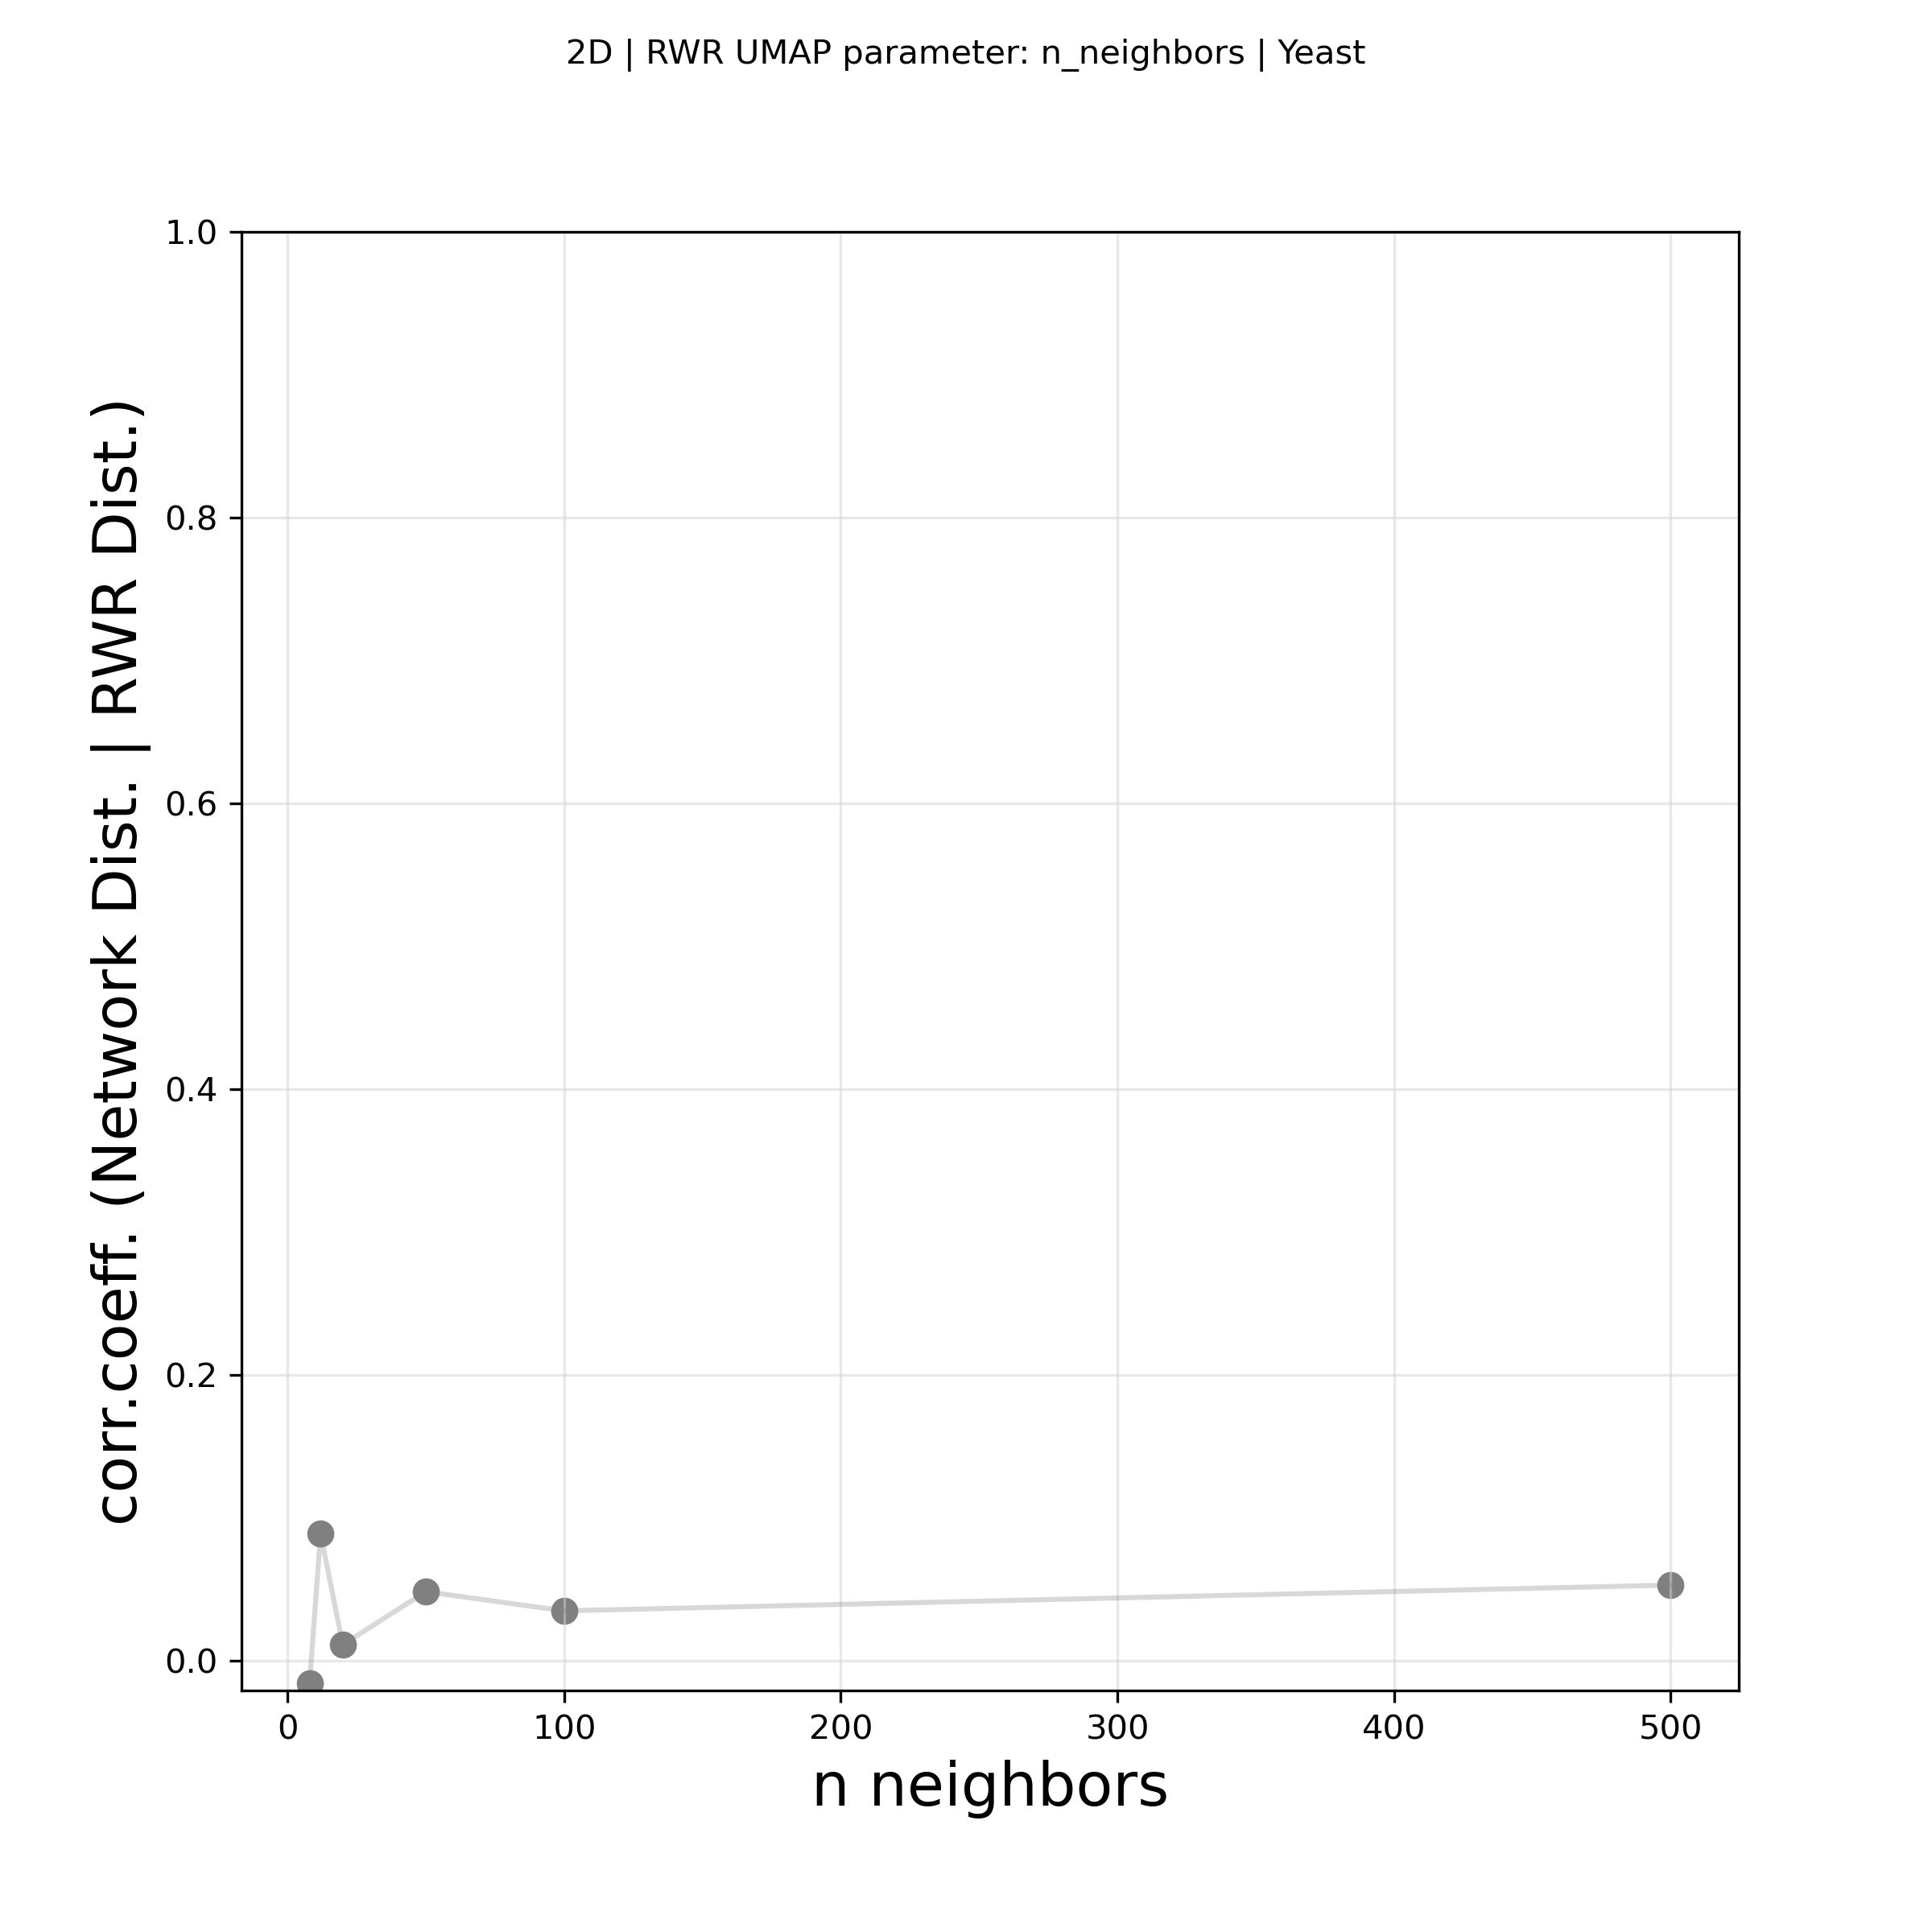 2D | RWR UMAP parameter: n_neighbors | Yeast
corr.coeff. (Network Dist. | RWR Dist.)
1.0
0.8
0.6
0.4
0.2
0.0
0 100 200 300 400 500
n neighbors